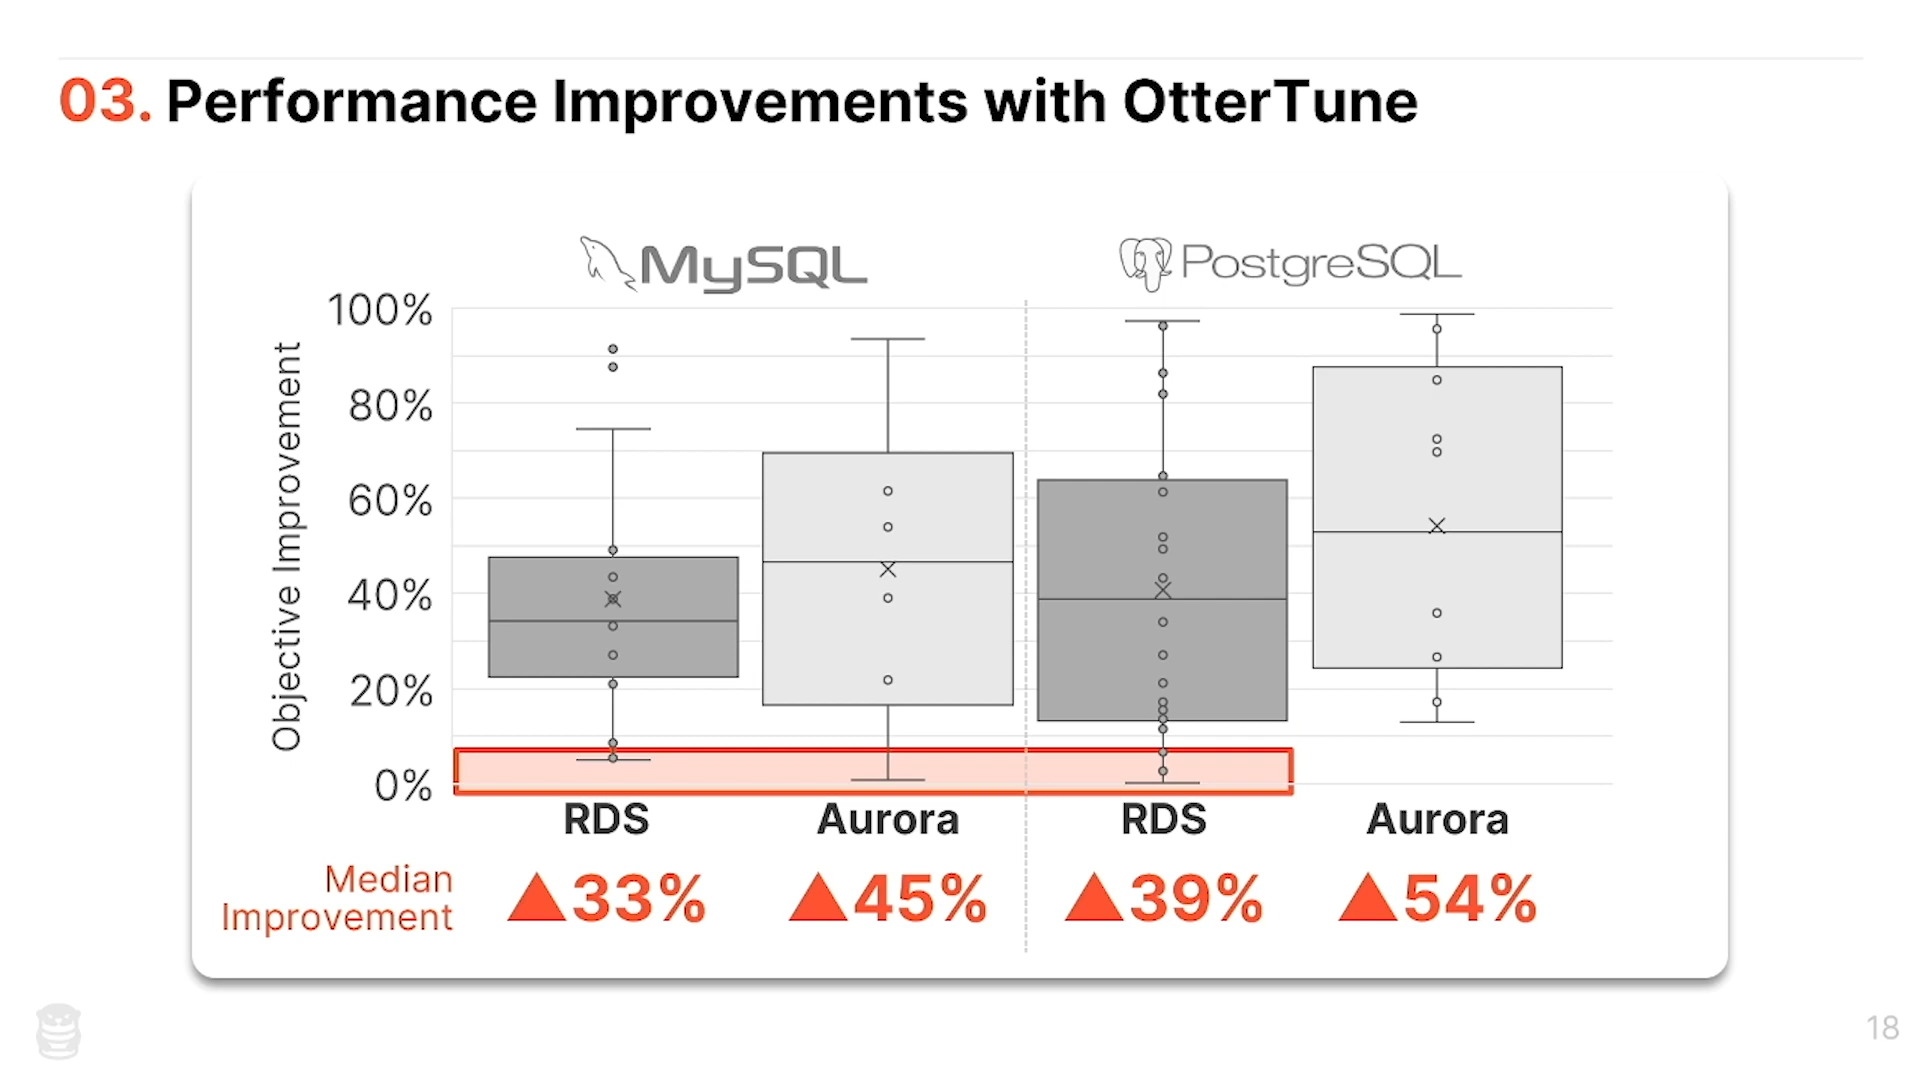 03. Performance Improvements with OtterTune
MySQL
PostgreSQL
Objective Improvement
100%
80%
60%
40%
20%
0%
RDS
Aurora
RDS
Aurora
Median
Improvement
▲33%
▲45%
▲39%
▲54%
18